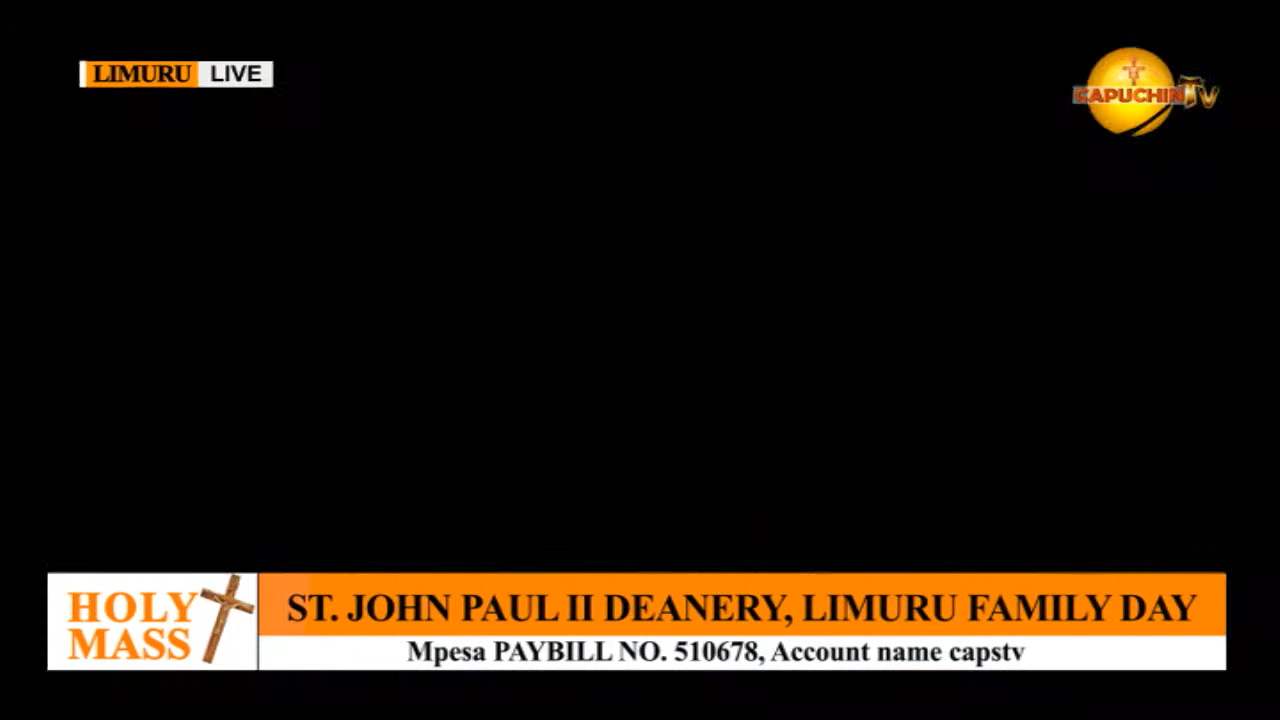 LIMURU LIVE
CAPUCHIN TV
HOLY MASS
ST. JOHN PAUL II DEANERY, LIMURU FAMILY DAY
Mpesa PAYBILL NO. 510678, Account name capstv